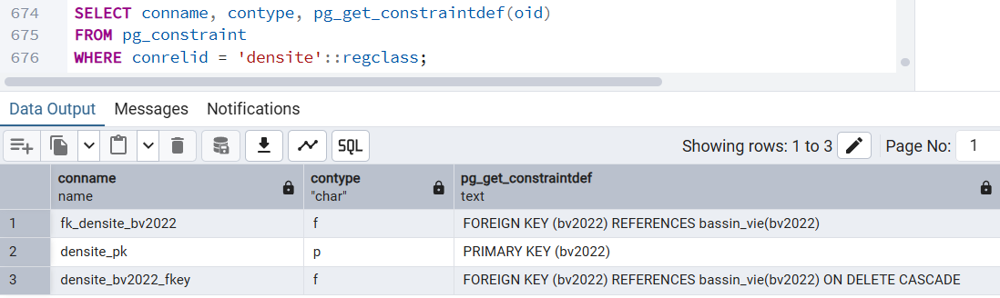 674 SELECT conname, contype, pg_get_constraintdef(oid)
675 FROM pg_constraint
676 WHERE conrelid = 'densite'::regclass;
Data Output Messages Notifications
SQL Showing rows: 1 to 3 Page No: 1
conname contype pg_get_constraintdef
name "char" text
1 fk_densite_bv2022 f FOREIGN KEY (bv2022) REFERENCES bassin_vie(bv2022)
2 densite_pk p PRIMARY KEY (bv2022)
3 densite_bv2022_fkey f FOREIGN KEY (bv2022) REFERENCES bassin_vie(bv2022) ON DELETE CASCADE